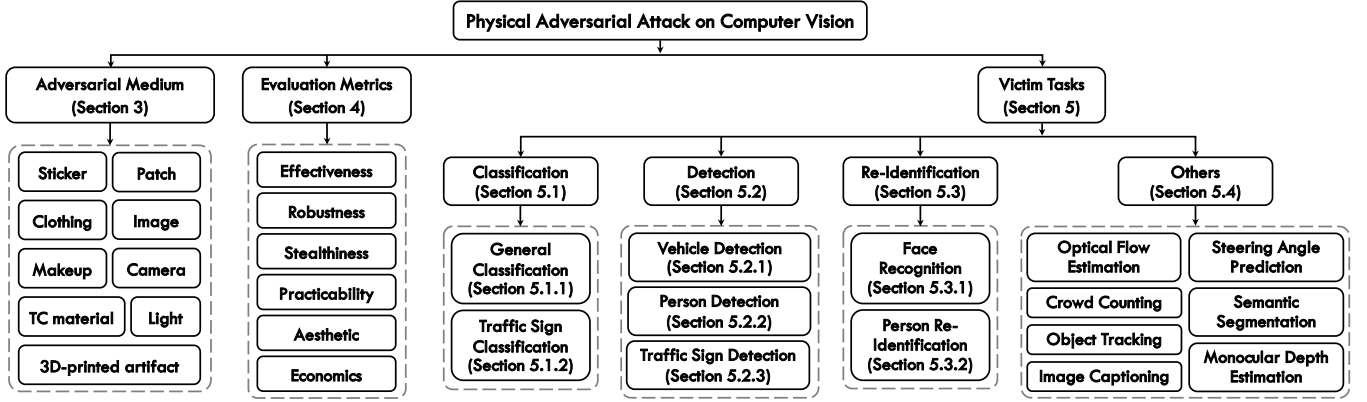 Physical Adversarial Attack on Computer Vision
Adversarial Medium
(Section 3)
Sticker
Patch
Clothing
Image
Makeup
Camera
TC material
Light
3D-printed artifact
Evaluation Metrics
(Section 4)
Effectiveness
Robustness
Stealthiness
Practicability
Aesthetic
Economics
Victim Tasks
(Section 5)
Classification
(Section 5.1)
General
Classification
(Section 5.1.1)
Traffic Sign
Classification
(Section 5.1.2)
Detection
(Section 5.2)
Vehicle Detection
(Section 5.2.1)
Person Detection
(Section 5.2.2)
Traffic Sign Detection
(Section 5.2.3)
Re-Identification
(Section 5.3)
Face
Recognition
(Section 5.3.1)
Person Re-
Identification
(Section 5.3.2)
Others
(Section 5.4)
Optical Flow
Estimation
Crowd Counting
Object Tracking
Image Captioning
Steering Angle
Prediction
Semantic
Segmentation
Monocular Depth
Estimation